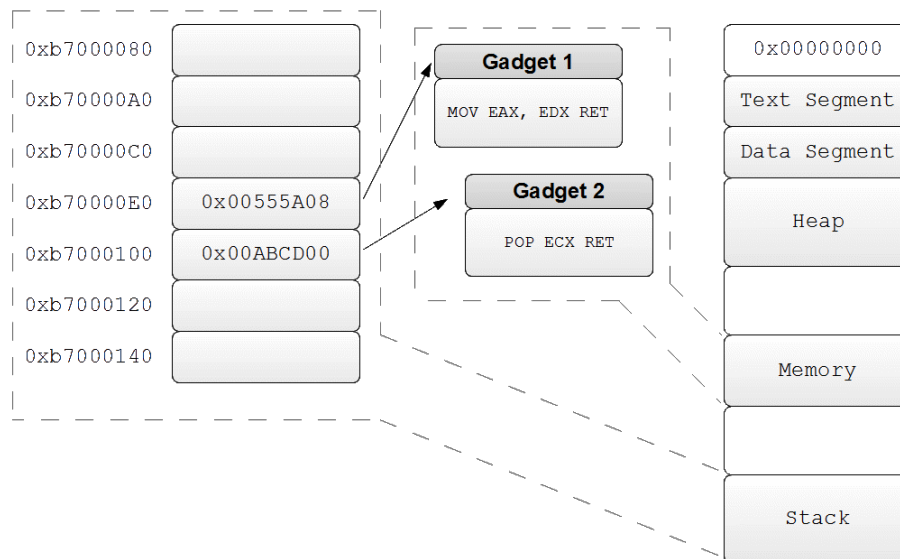 0xb7000080
0xb70000A0
0xb70000C0
0xb70000E0 0x00555A08
0xb7000100 0x00ABCD00
0xb7000120
0xb7000140
Gadget 1
MOV EAX, EDX RET
Gadget 2
POP ECX RET
0x00000000
Text Segment
Data Segment
Heap
Memory
Stack